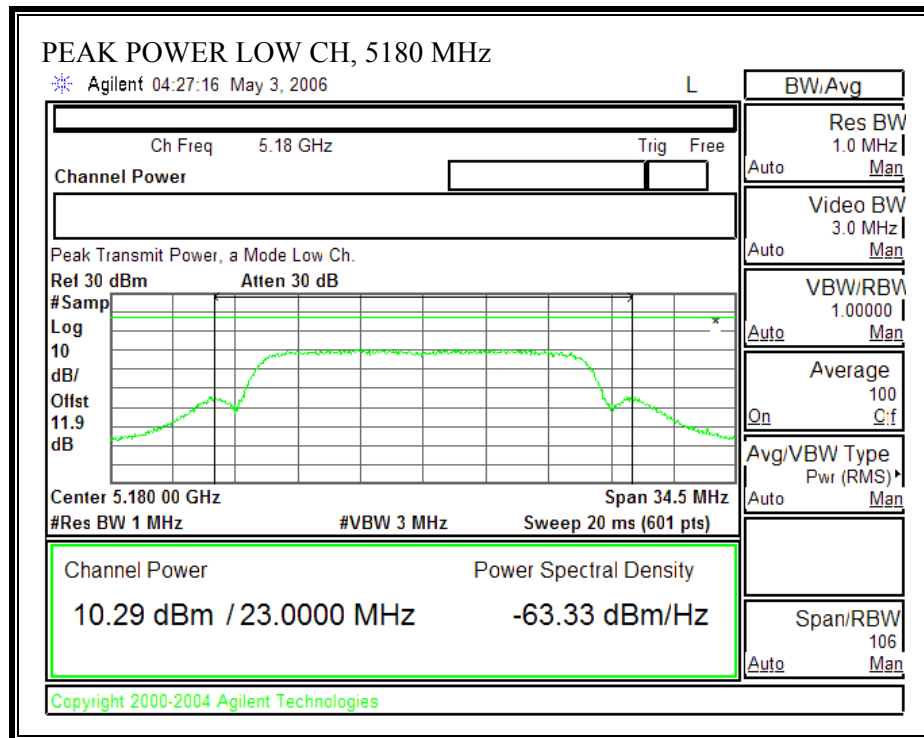 PEAK POWER LOW CH, 5180 MHz
Agilent 04:27:16 May 3, 2006 L
Ch Freq 5.18 GHz Trig Free
Channel Power
Peak Transmit Power, a Mode Low Ch.
Ref 30 dBm Atten 30 dB
#Samp
Log
10
dB/
Offst
11.9
dB
*
Center 5.180 00 GHz Span 34.5 MHz
#Res BW 1 MHz #VBW 3 MHz Sweep 20 ms (601 pts)
Channel Power Power Spectral Density
10.29 dBm / 23.0000 MHz -63.33 dBm/Hz
Copyright 2000-2004 Agilent Technologies
BW/Avg
Res BW
1.0 MHz
Auto Man
Video BW
3.0 MHz
Auto Man
VBW/RBW
1.00000
Auto Man
Average
100
On
Avg/VBW Type
Pwr (RMS)
Auto Man
Span/RBW
106
Auto Man